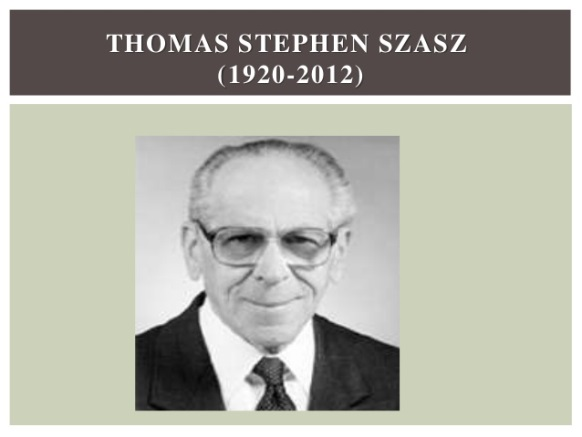 THOMAS STEPHEN SZASZ
(1920-2012)